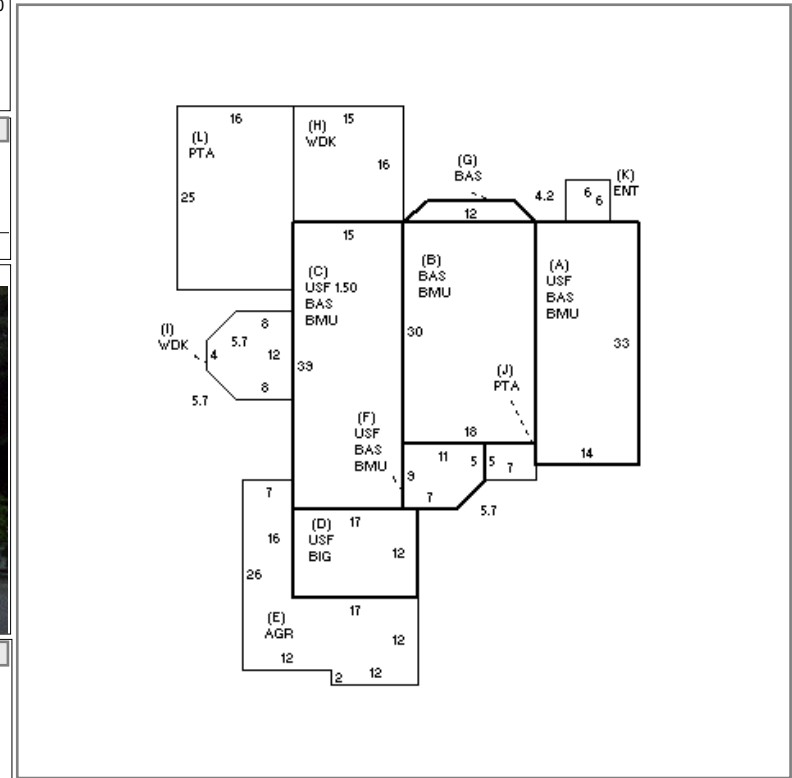 16
(L)
PTA
25
(H)
WDK
15
16
(G)
BAS
12
4.2
6
6
(K)
ENT
15
(C)
USF 1.50
BAS
BMU
39
(B)
BAS
BMU
30
18
(A)
USF
BAS
BMU
33
14
(I)
WDK
8
5.7
4
12
8
5.7
(J)
PTA
(F)
USF
BAS
BMU
11
5
5
7
9
7
5.7
7
16
26
(D)
USF
BIG
17
12
(E)
AGR
17
12
12
2
12